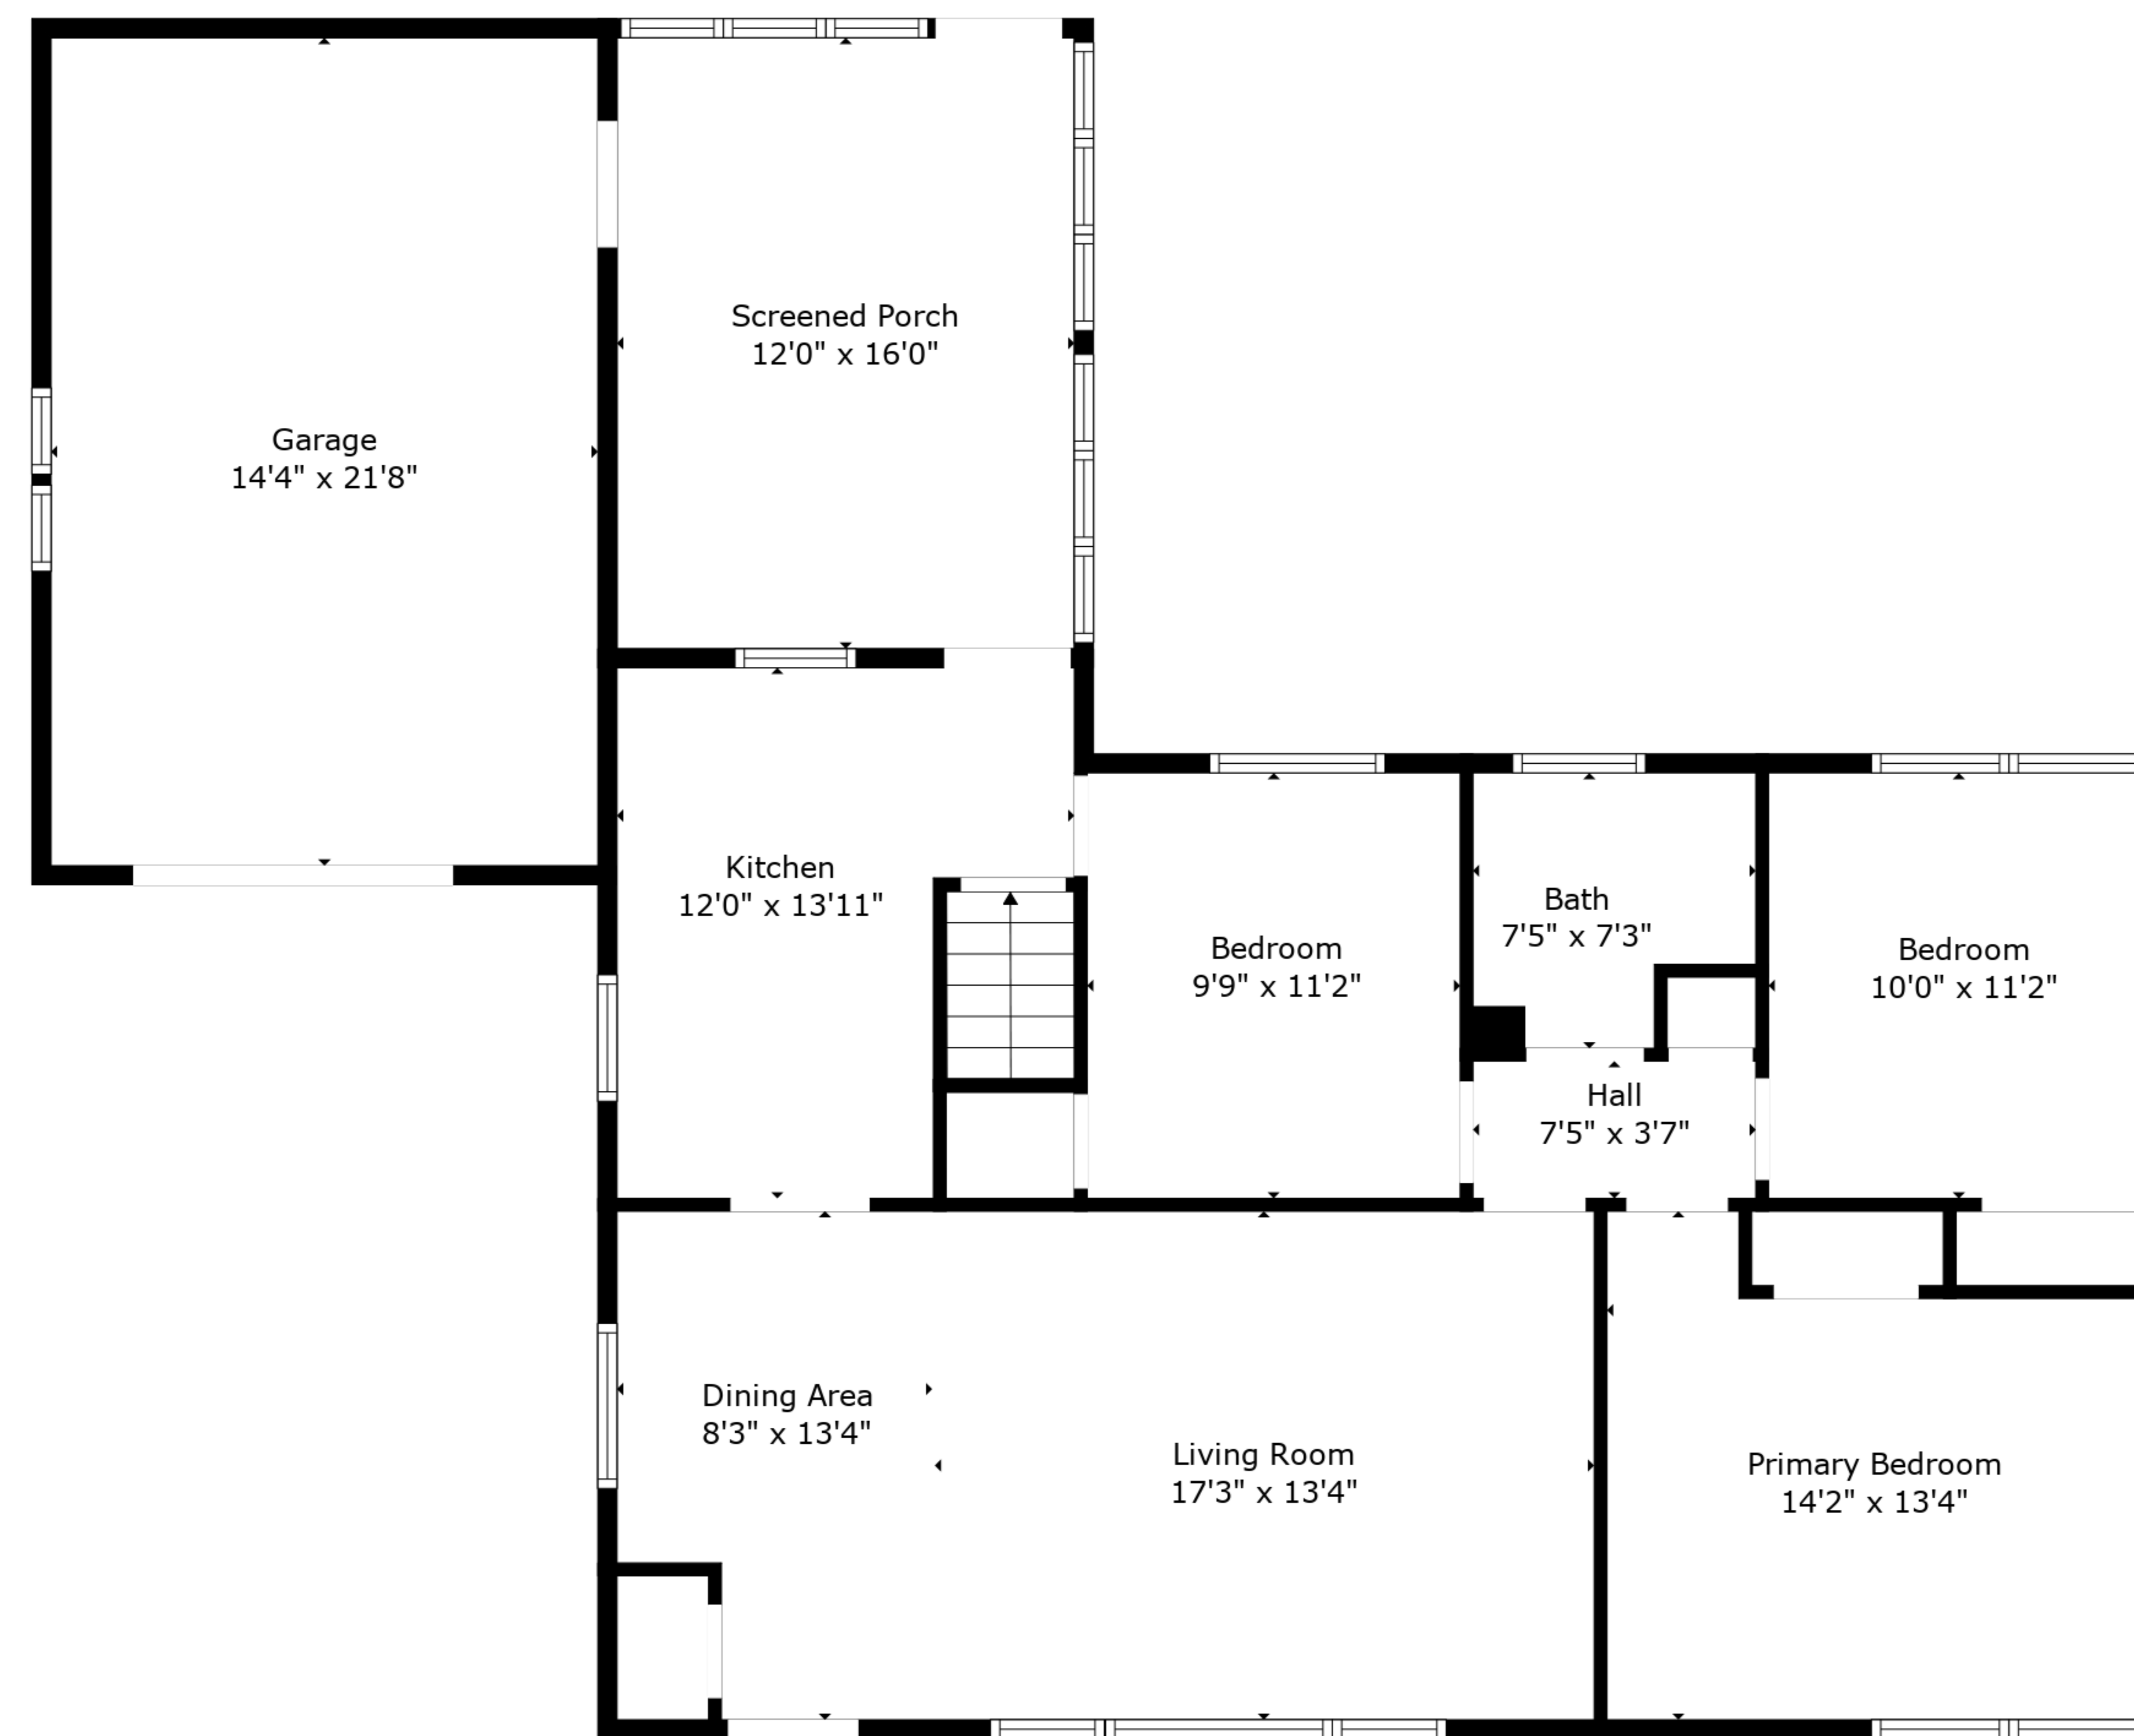 Screened Porch
12'0" x 16'0"
Garage
14'4" x 21'8"
Kitchen
12'0" x 13'11"
Bath
7'5" x 7'3"
Bedroom
9'9" x 11'2"
Bedroom
10'0" x 11'2"
Hall
7'5" x 3'7"
Dining Area
8'3" x 13'4"
Living Room
17'3" x 13'4"
Primary Bedroom
14'2" x 13'4"